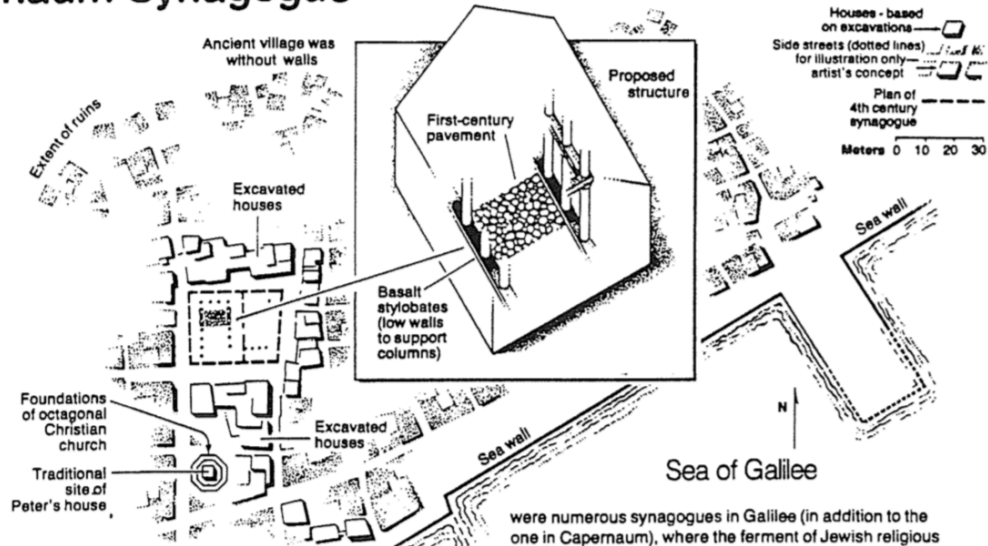 Synagogue
Ancient village was
without walls
Extent of ruins
Excavated
houses
First-century
pavement
Proposed
structure
Basalt
stylobates
(low walls
to support
columns)
Houses - based
on excavations
Side streets (dotted lines)
for illustration only
artist's concept
Plan of
4th century
synagogue
Meters 0 10 20 30
Sea wall
Foundations
of octagonal
Christian
church
Traditional
site of
Peter's house
Excavated
houses
Sea wall
N
Sea of Galilee
were numerous synagogues in Galilee (in addition to the
one in Capernaum), where the ferment of Jewish religious